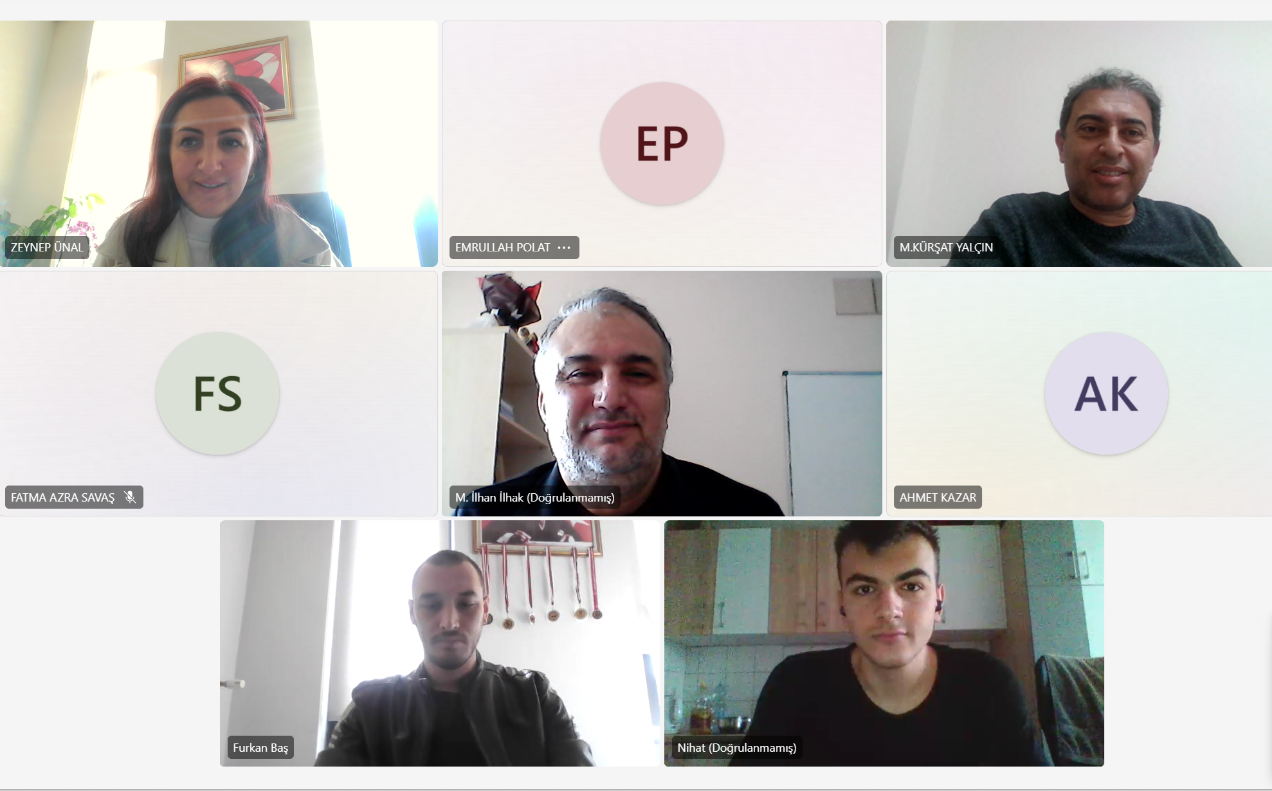 ZEYNEP ÜNAL
EP
EMRULLAH POLAT ...
M.KÜRŞAT YALÇIN
FS
FATMA AZRA SAVAŞ
M. İlhan İlhak (Doğrulanmamış)
AK
AHMET KAZAR
Furkan Baş
Nihat (Doğrulanmamış)